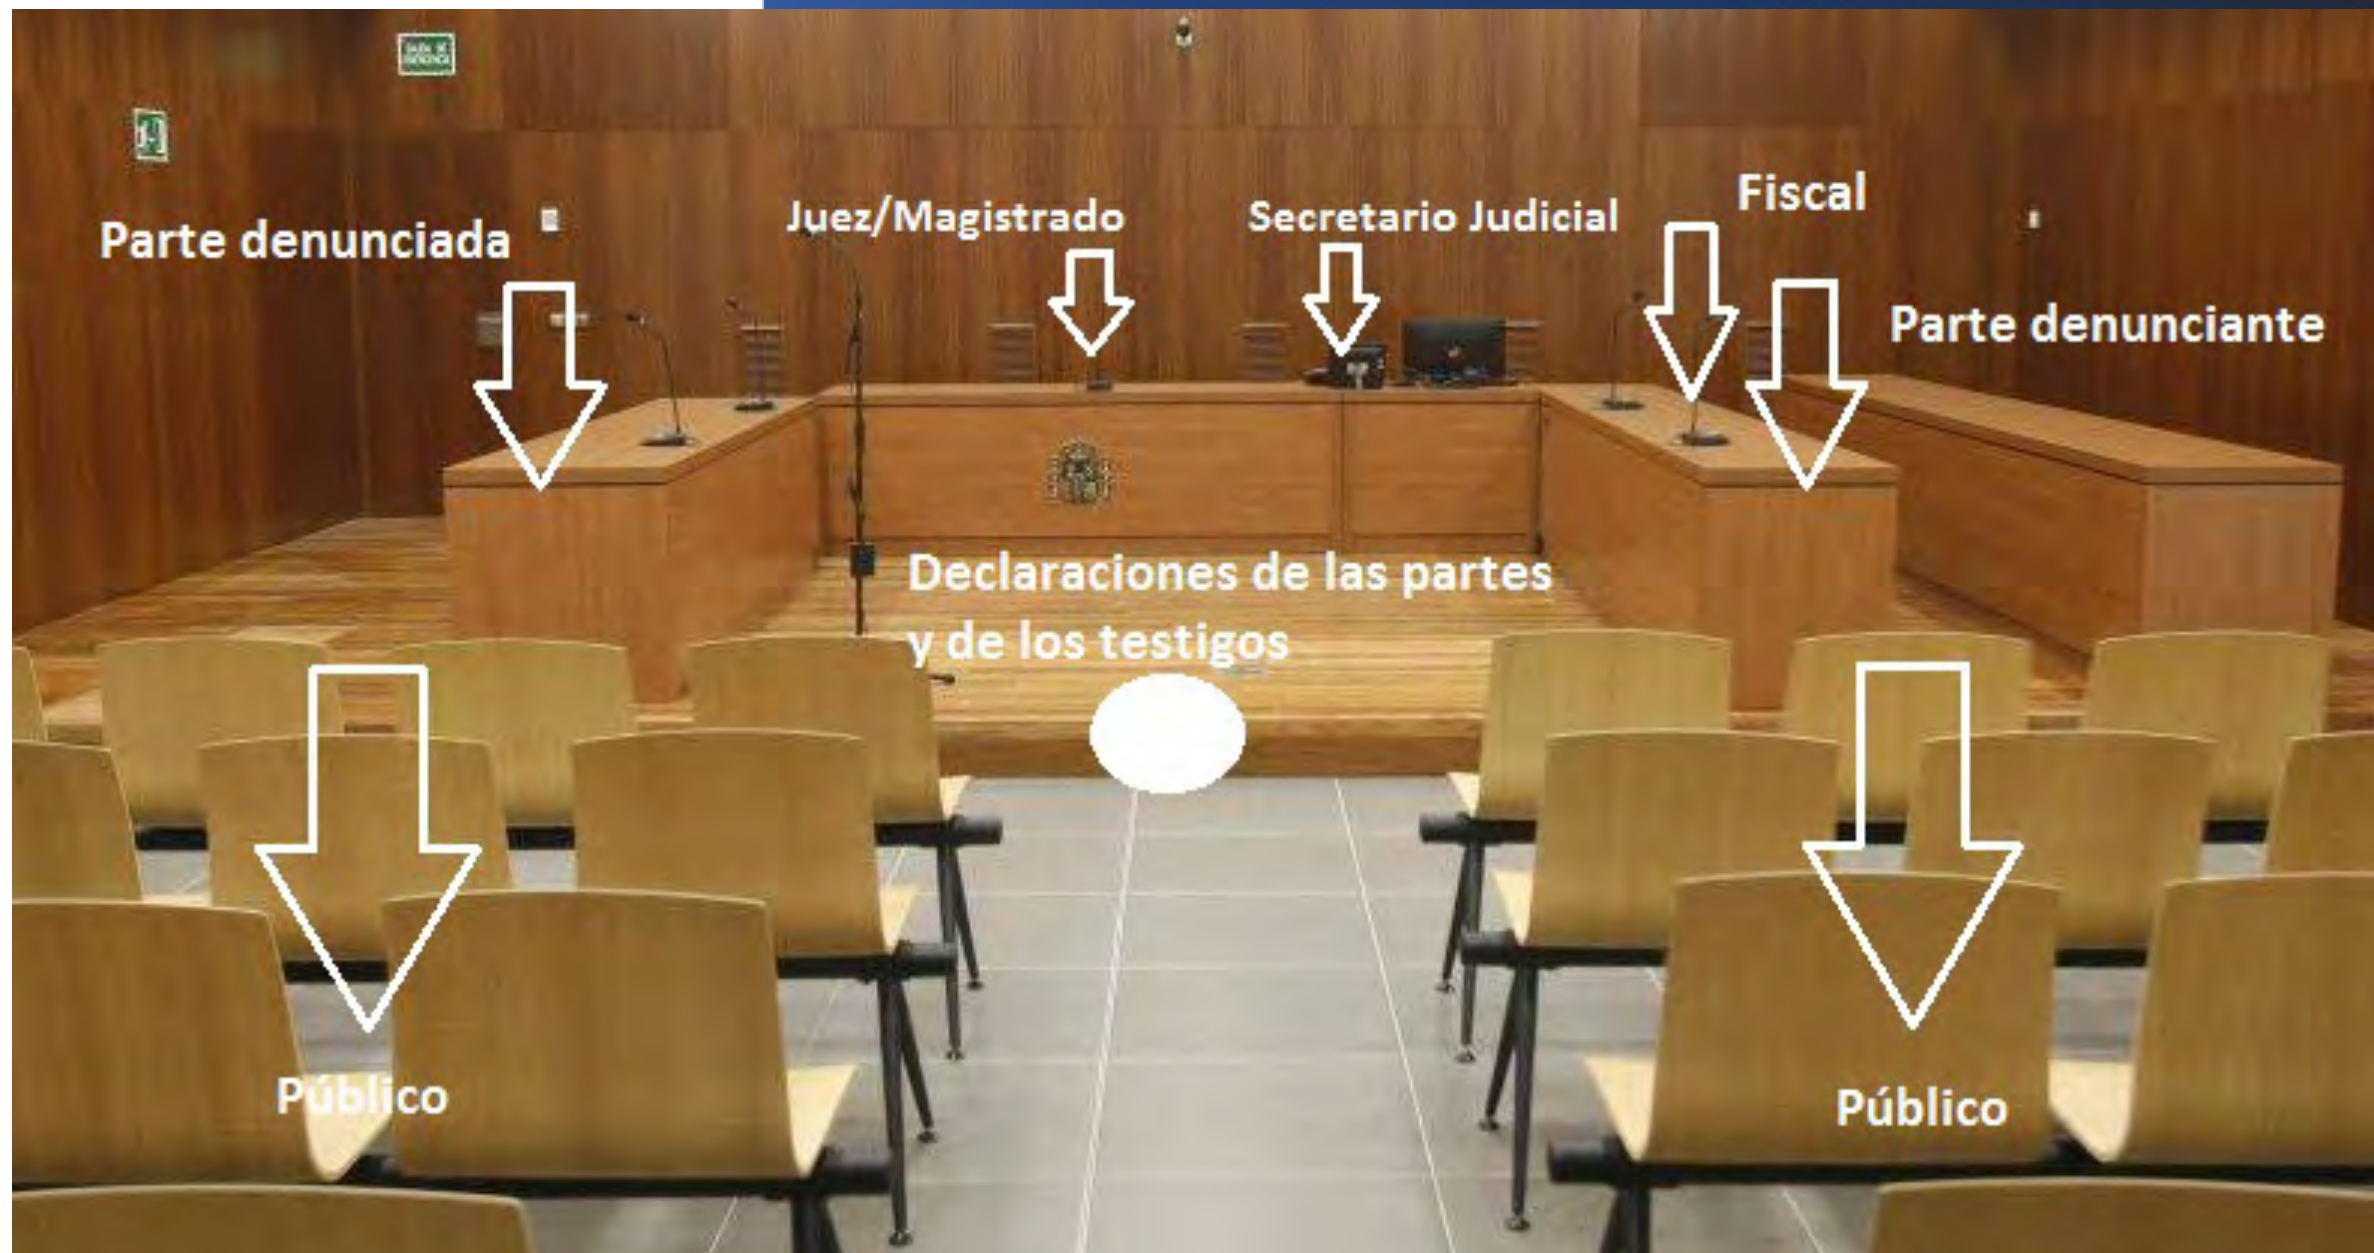 Fiscal
Juez/Magistrado
Secretario Judicial
Parte denunciada
Parte denunciante
Declaraciones de las partes
y de los testigos
Público
Público